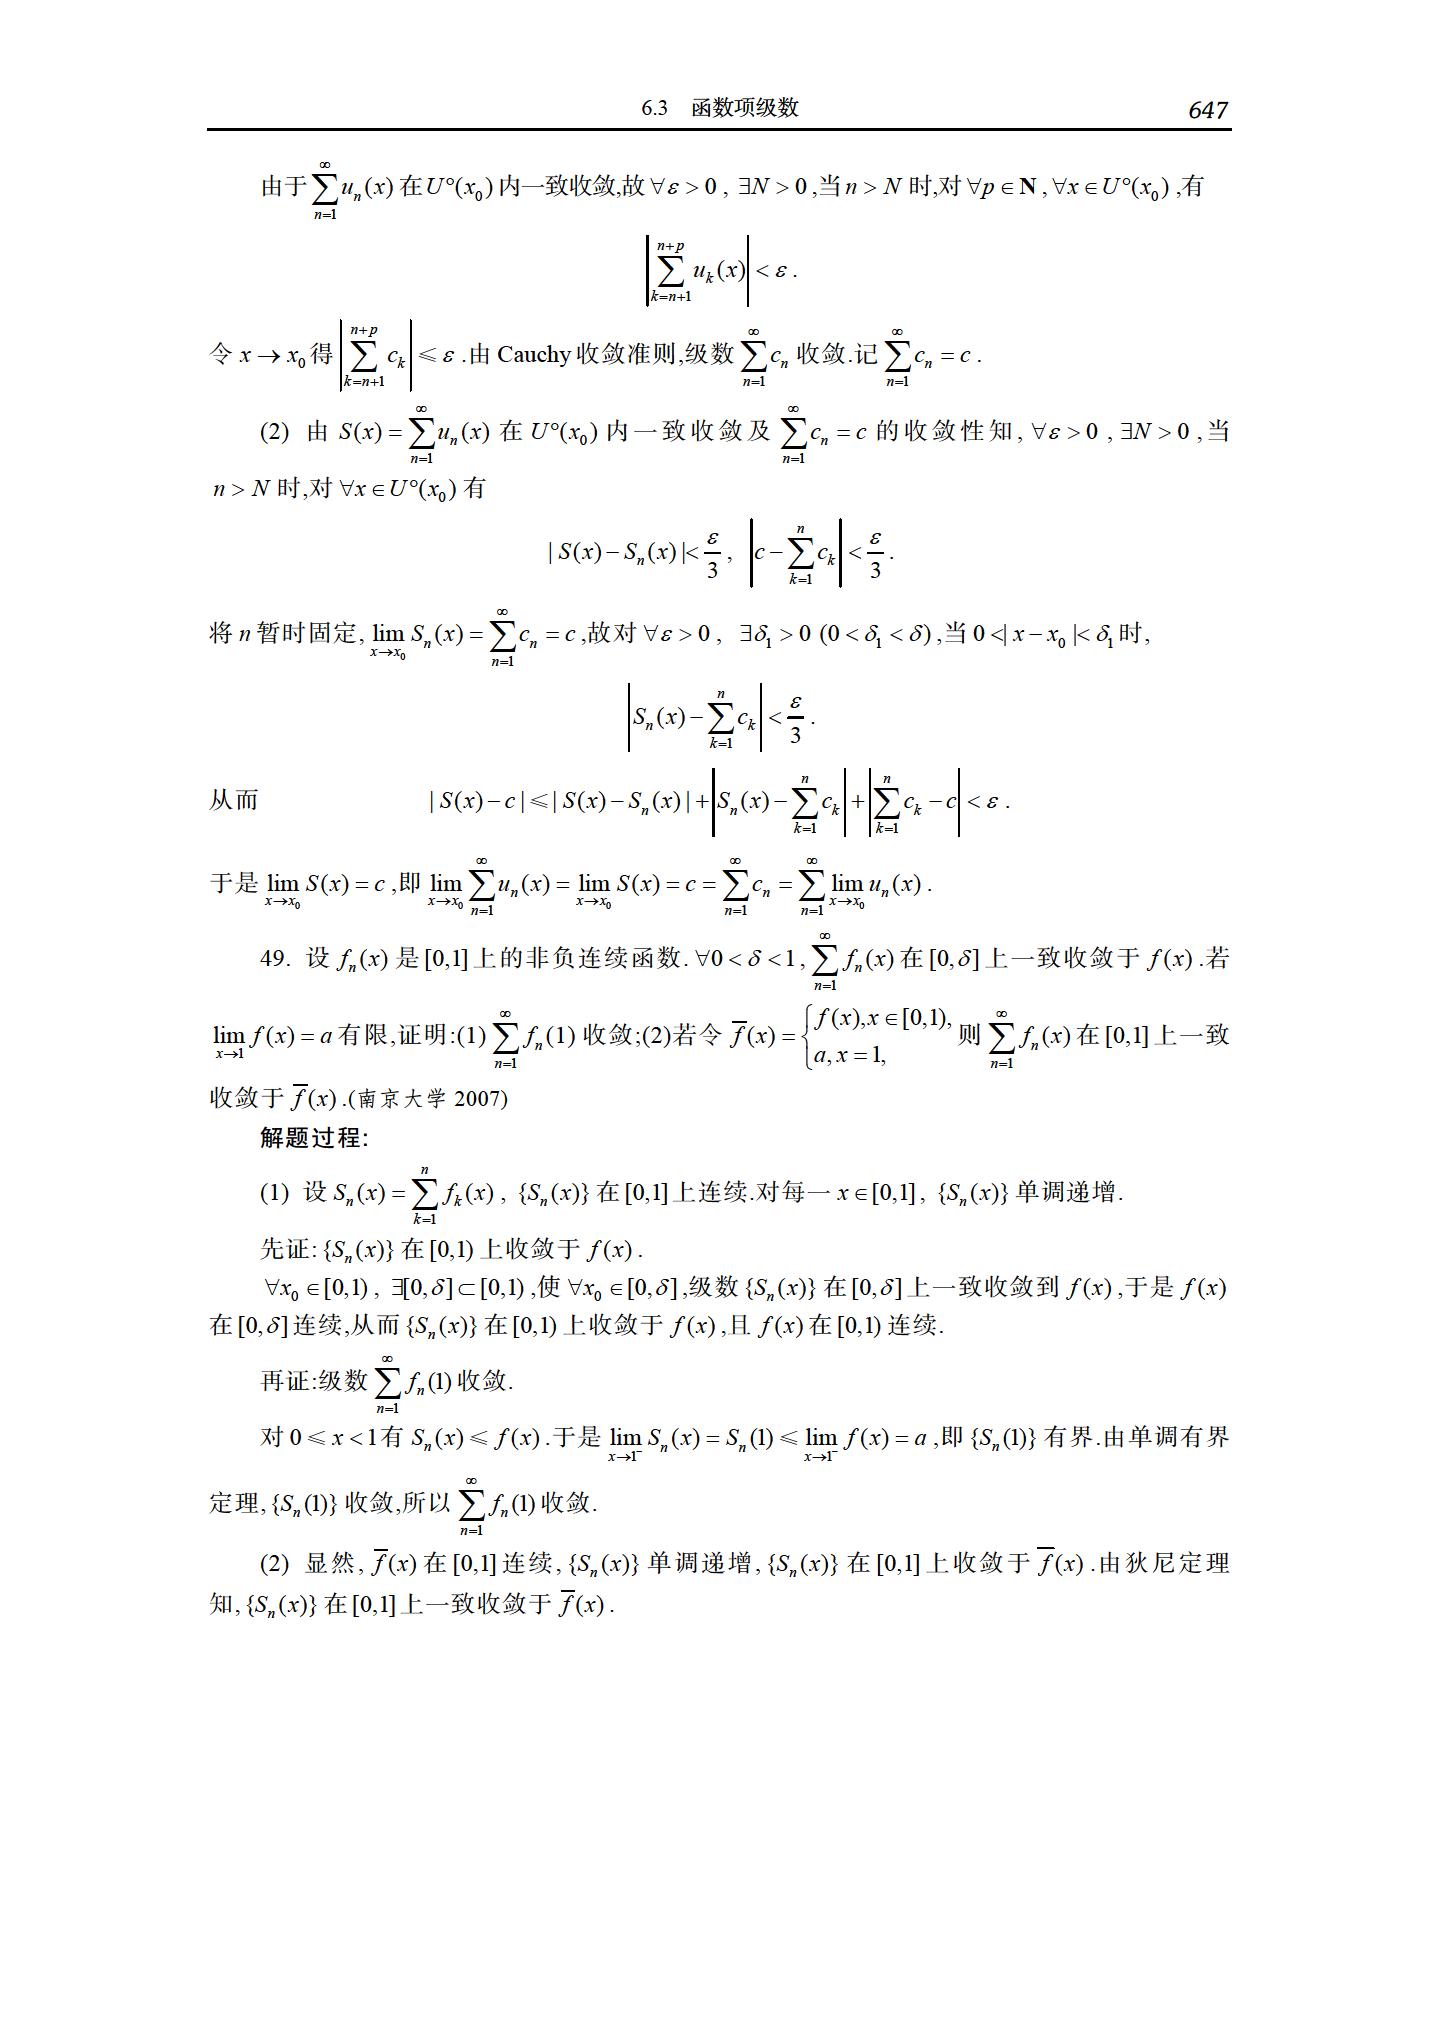 6.3 函数项级数 647
由于 $\sum_{n=1}^{\infty} u_n(x)$ 在 $U°(x_0)$ 内一致收敛,故 $\forall \varepsilon > 0$ , $\exists N > 0$ ,当 $n > N$ 时,对 $\forall p \in \mathbf{N}$ , $\forall x \in U°(x_0)$ ,有
$\left| \sum_{k=n+1}^{n+p} u_k(x) \right| < \varepsilon$ .
令 $x \to x_0$ 得 $\left| \sum_{k=n+1}^{n+p} c_k \right| \leqslant \varepsilon$ .由 Cauchy 收敛准则,级数 $\sum_{n=1}^{\infty} c_n$ 收敛.记 $\sum_{n=1}^{\infty} c_n = c$ .
(2) 由 $S(x) = \sum_{n=1}^{\infty} u_n(x)$ 在 $U°(x_0)$ 内一致收敛及 $\sum_{n=1}^{\infty} c_n = c$ 的收敛性知, $\forall \varepsilon > 0$ , $\exists N > 0$ ,当
$n > N$ 时,对 $\forall x \in U°(x_0)$ 有
$| S(x) - S_n(x) | < \frac{\varepsilon}{3}$ , $\left| c - \sum_{k=1}^{n} c_k \right| < \frac{\varepsilon}{3}$ .
将 $n$ 暂时固定, $\lim_{x \to x_0} S_n(x) = \sum_{n=1}^{\infty} c_n = c$ ,故对 $\forall \varepsilon > 0$ , $\exists \delta_1 > 0$ $(0 < \delta_1 < \delta)$ ,当 $0 < | x - x_0 | < \delta_1$ 时,
$\left| S_n(x) - \sum_{k=1}^{n} c_k \right| < \frac{\varepsilon}{3}$ .
从而 $| S(x) - c | \leqslant | S(x) - S_n(x) | + \left| S_n(x) - \sum_{k=1}^{n} c_k \right| + \left| \sum_{k=1}^{n} c_k - c \right| < \varepsilon$ .
于是 $\lim_{x \to x_0} S(x) = c$ ,即 $\lim_{x \to x_0} \sum_{n=1}^{\infty} u_n(x) = \lim_{x \to x_0} S(x) = c = \sum_{n=1}^{\infty} c_n = \sum_{n=1}^{\infty} \lim_{x \to x_0} u_n(x)$ .
49. 设 $f_n(x)$ 是 $[0,1]$ 上的非负连续函数. $\forall 0 < \delta < 1$ , $\sum_{n=1}^{\infty} f_n(x)$ 在 $[0,\delta]$ 上一致收敛于 $f(x)$ .若
$\lim_{x \to 1} f(x) = a$ 有限,证明:(1) $\sum_{n=1}^{\infty} f_n(1)$ 收敛;(2)若令 $\overline{f}(x) = \begin{cases} f(x), x \in [0,1), \\ a, x = 1, \end{cases}$ 则 $\sum_{n=1}^{\infty} f_n(x)$ 在 $[0,1]$ 上一致
收敛于 $\overline{f}(x)$ .(南京大学 2007)
解题过程:
(1) 设 $S_n(x) = \sum_{k=1}^{n} f_k(x)$ , $\{S_n(x)\}$ 在 $[0,1]$ 上连续.对每一 $x \in [0,1]$ , $\{S_n(x)\}$ 单调递增.
先证: $\{S_n(x)\}$ 在 $[0,1)$ 上收敛于 $f(x)$ .
$\forall x_0 \in [0,1)$ , $\exists [0,\delta] \subset [0,1)$ ,使 $\forall x_0 \in [0,\delta]$ ,级数 $\{S_n(x)\}$ 在 $[0,\delta]$ 上一致收敛到 $f(x)$ ,于是 $f(x)$
在 $[0,\delta]$ 连续,从而 $\{S_n(x)\}$ 在 $[0,1)$ 上收敛于 $f(x)$ ,且 $f(x)$ 在 $[0,1)$ 连续.
再证:级数 $\sum_{n=1}^{\infty} f_n(1)$ 收敛.
对 $0 \leqslant x < 1$ 有 $S_n(x) \leqslant f(x)$ .于是 $\lim_{x \to 1^-} S_n(x) = S_n(1) \leqslant \lim_{x \to 1^-} f(x) = a$ ,即 $\{S_n(1)\}$ 有界.由单调有界
定理, $\{S_n(1)\}$ 收敛,所以 $\sum_{n=1}^{\infty} f_n(1)$ 收敛.
(2) 显然, $\overline{f}(x)$ 在 $[0,1]$ 连续, $\{S_n(x)\}$ 单调递增, $\{S_n(x)\}$ 在 $[0,1]$ 上收敛于 $\overline{f}(x)$ .由狄尼定理
知, $\{S_n(x)\}$ 在 $[0,1]$ 上一致收敛于 $\overline{f}(x)$ .